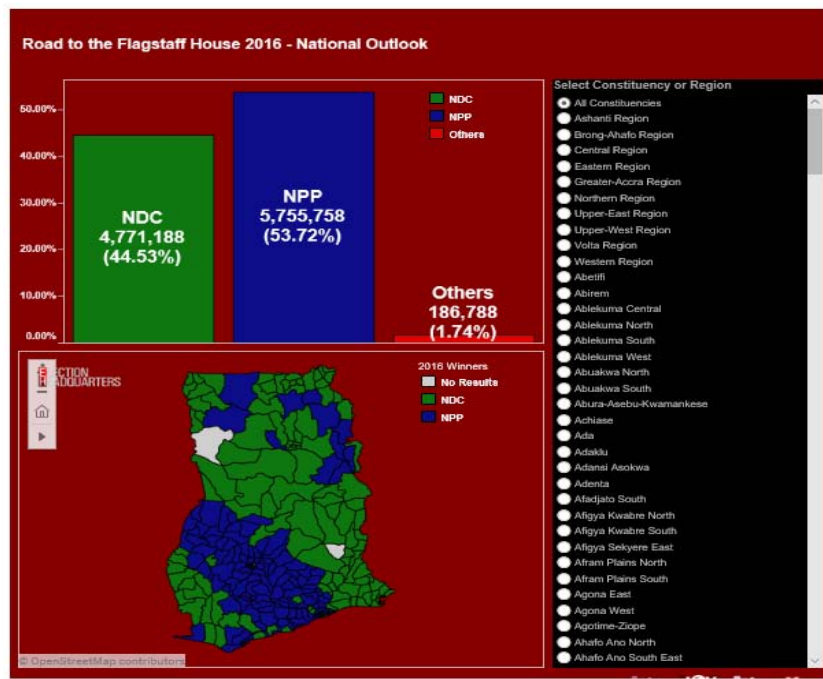 Road to the Flagstaff House 2016 - National Outlook
50.00%
40.00%
30.00%
20.00%
10.00%
0.00%
NDC
NPP
Others
NDC
4,771,188
(44.53%)
NPP
5,755,758
(53.72%)
Others
186,788
(1.74%)
2016 Winners
No Results
NDC
NPP
© OpenStreetMap contributors
Select Constituency or Region
All Constituencies
Ashanti Region
Brong-Ahafo Region
Central Region
Eastern Region
Greater-Accra Region
Northern Region
Upper-East Region
Upper-West Region
Volta Region
Western Region
Abetifi
Abirem
Ablekuma Central
Ablekuma North
Ablekuma South
Ablekuma West
Abuakwa North
Abuakwa South
Abura-Asebu-Kwamankese
Achiase
Ada
Adaklu
Adansi Asokwa
Adenta
Afadjato South
Afigya Kwabre North
Afigya Kwabre South
Afigya Sekyere East
Afram Plains North
Afram Plains South
Agona East
Agona West
Agotime-Ziope
Ahafo Ano North
Ahafo Ano South East